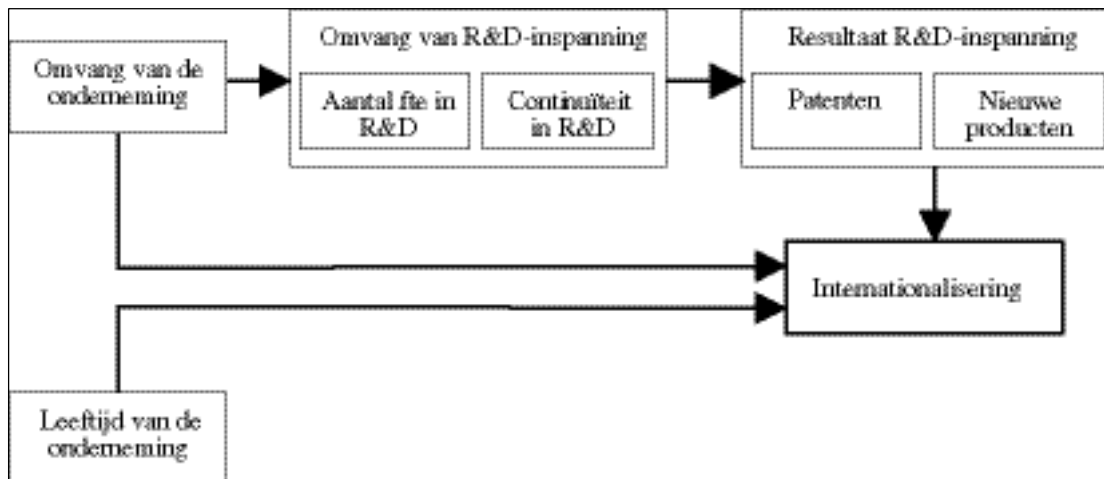 Omvang van de
onderneming
Omvang van R&D-inspanning
Aantal fte in
R&D
Continuïteit
in R&D
Resultaat R&D-inspanning
Patenten
Nieuwe
producten
Internationalisering
Leeftijd van de
onderneming